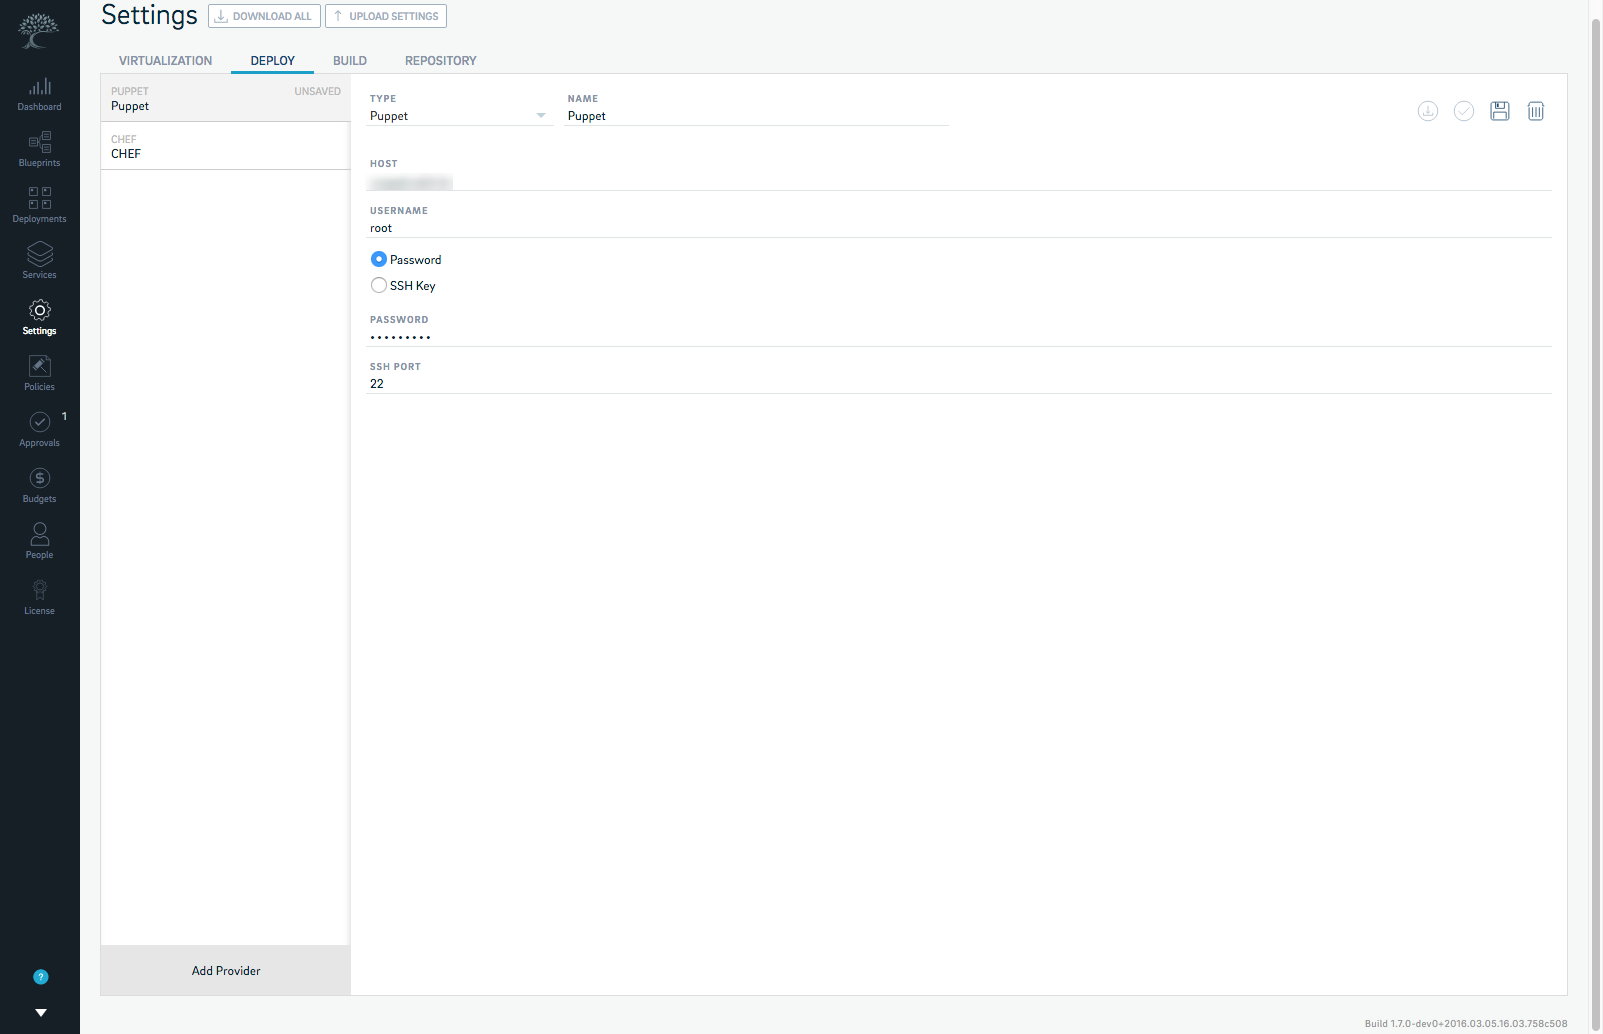 Settings
DOWNLOAD ALL
UPLOAD SETTINGS
VIRTUALIZATION
DEPLOY
BUILD
REPOSITORY
Dashboard
Blueprints
Deployments
Services
Settings
Policies
1
Approvals
$
Budgets
People
License
?
PUPPET
UNSAVED
Puppet
CHEF
CHEF
Add Provider
TYPE
Puppet
NAME
Puppet
HOST
USERNAME
root
Password
SSH Key
PASSWORD
•••••••••
SSH PORT
22
Build 1.7.0-dev0+2016.03.05.16.03.758c508